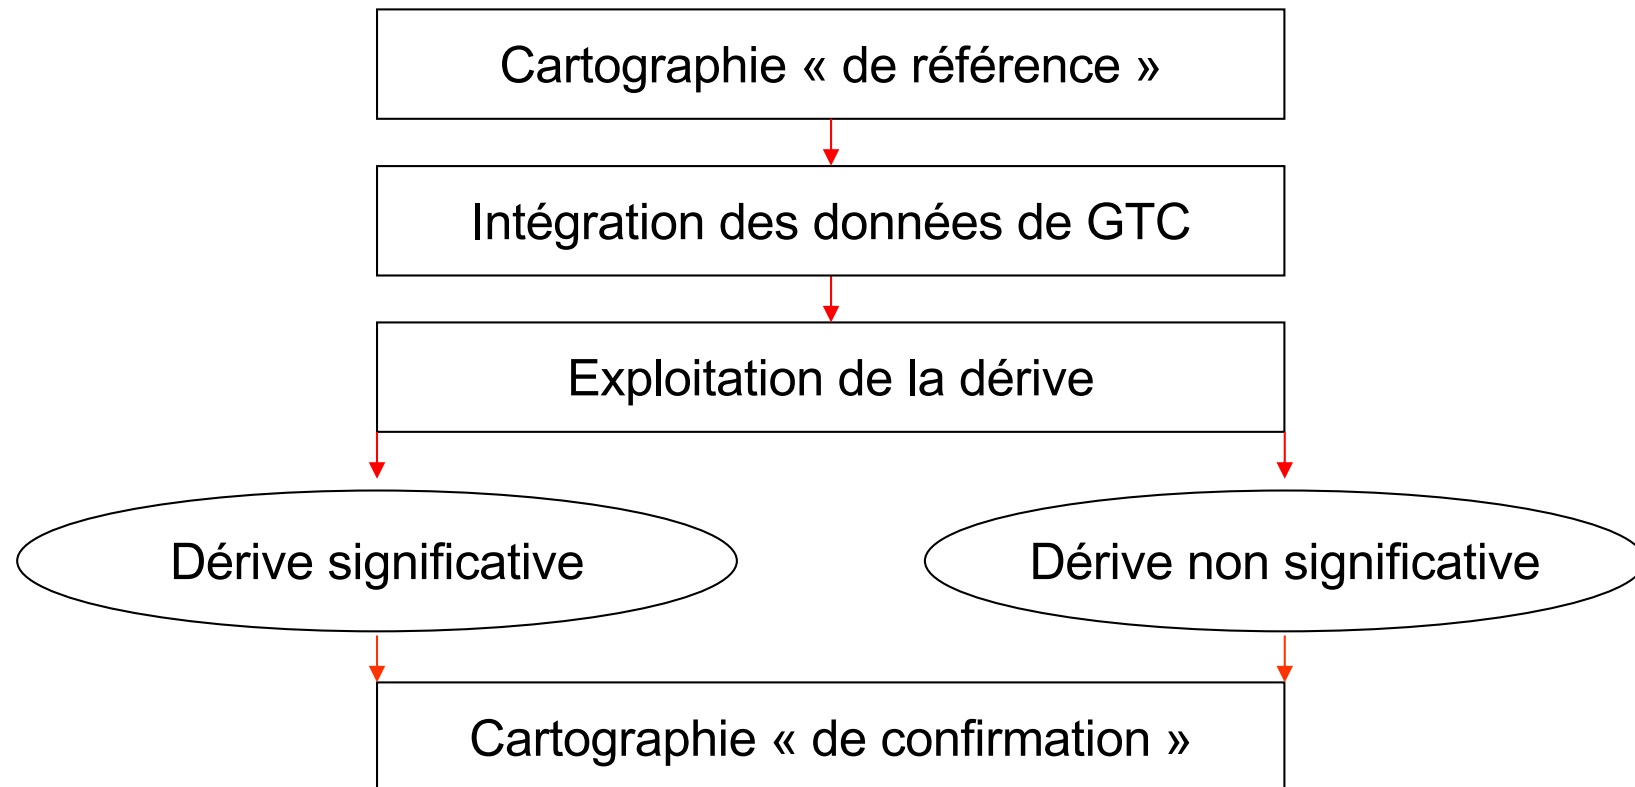 Cartographie « de référence »
Intégration des données de GTC
Exploitation de la dérive
Dérive significative
Dérive non significative
Cartographie « de confirmation »